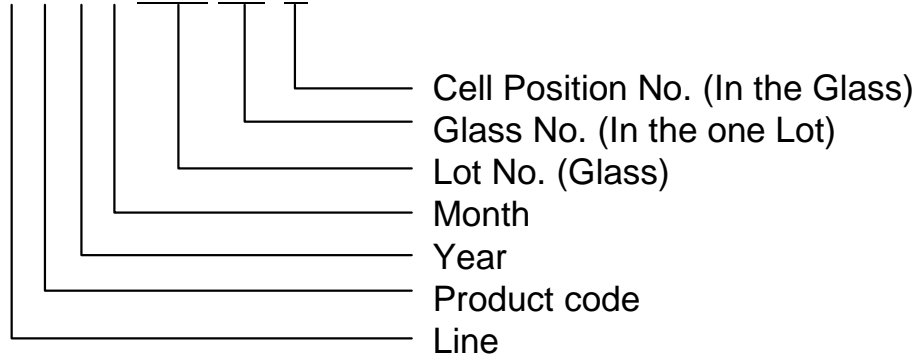 Cell Position No. (In the Glass)
Glass No. (In the one Lot)
Lot No. (Glass)
Month
Year
Product code
Line